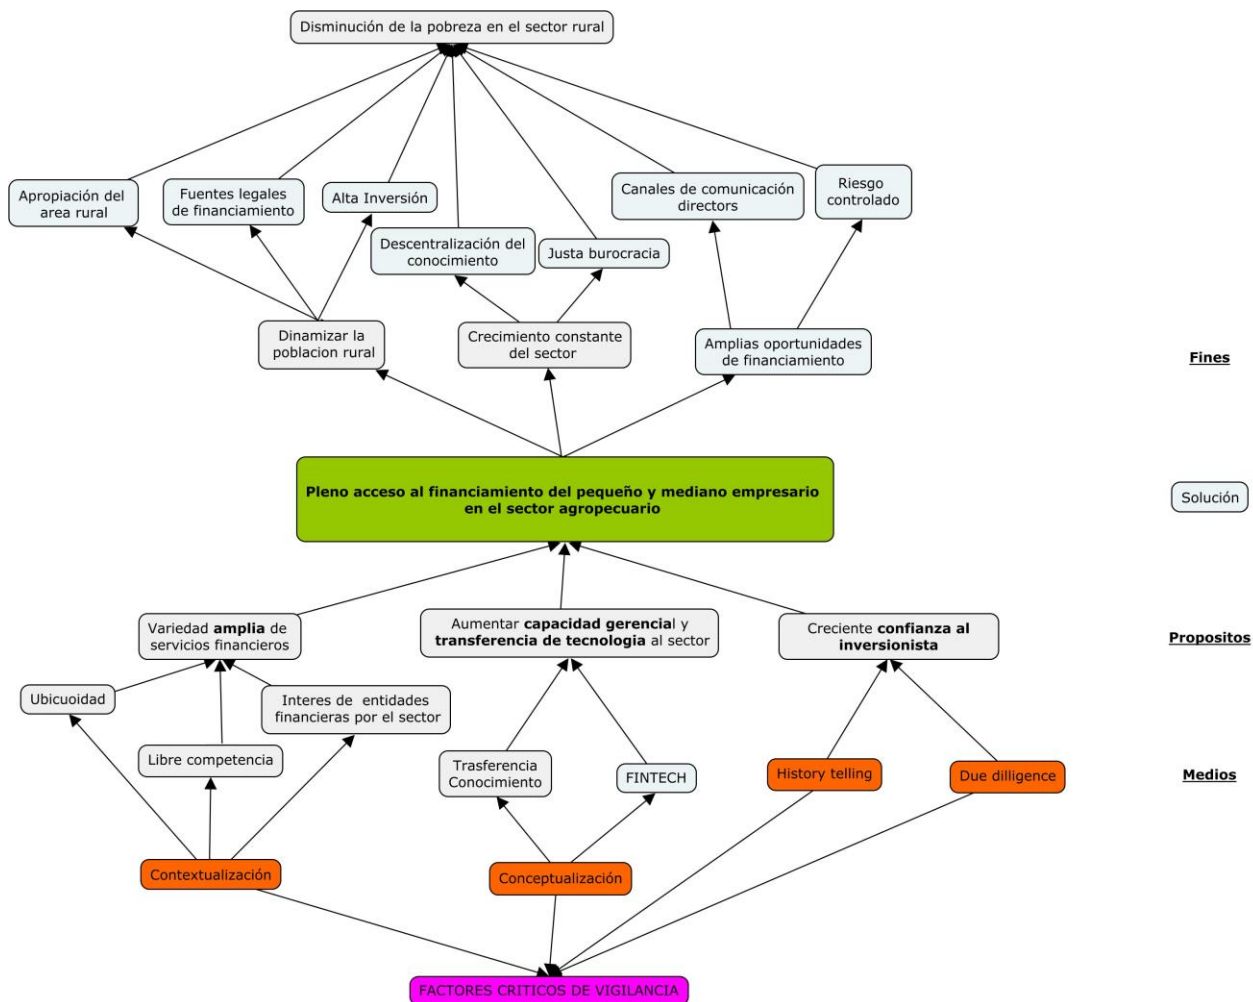 Disminución de la pobreza en el sector rural
Apropiación del
area rural
Fuentes legales
de financiamiento
Alta Inversión
Canales de comunicación
directors
Riesgo
controlado
Descentralización del
conocimiento
Justa burocracia
Dinamizar la
poblacion rural
Crecimiento constante
del sector
Amplias oportunidades
de financiamiento
Fines
Pleno acceso al financiamiento del pequeño y mediano empresario
en el sector agropecuario
Solución
Variedad amplia de
servicios financieros
Aumentar capacidad gerencial y
transferencia de tecnologia al sector
Creciente confianza al
inversionista
Propositos
Ubicuoidad
Interes de entidades
financieras por el sector
Libre competencia
Trasferencia
Conocimiento
FINTECH
History telling
Due dilligence
Medios
Contextualización
Conceptualización
FACTORES CRITICOS DE VIGILANCIA